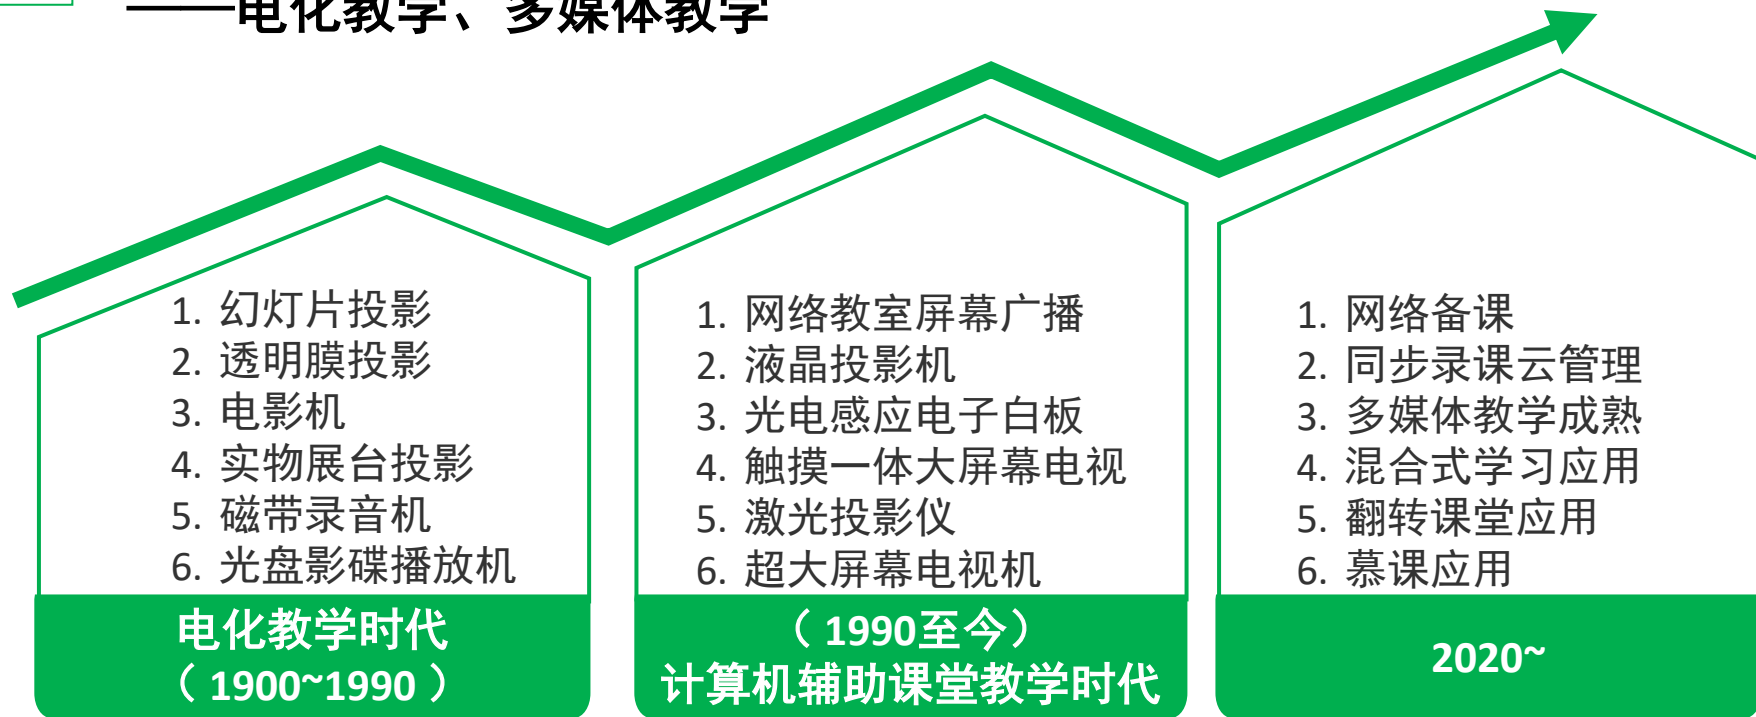 ——电化教学、多媒体教学
1. 幻灯片投影
2. 透明膜投影
3. 电影机
4. 实物展台投影
5. 磁带录音机
6. 光盘影碟播放机
电化教学时代
（1900~1990）
1. 网络教室屏幕广播
2. 液晶投影机
3. 光电感应电子白板
4. 触摸一体大屏幕电视
5. 激光投影仪
6. 超大屏幕电视机
（1990至今）
计算机辅助课堂教学时代
1. 网络备课
2. 同步录课云管理
3. 多媒体教学成熟
4. 混合式学习应用
5. 翻转课堂应用
6. 慕课应用
2020~